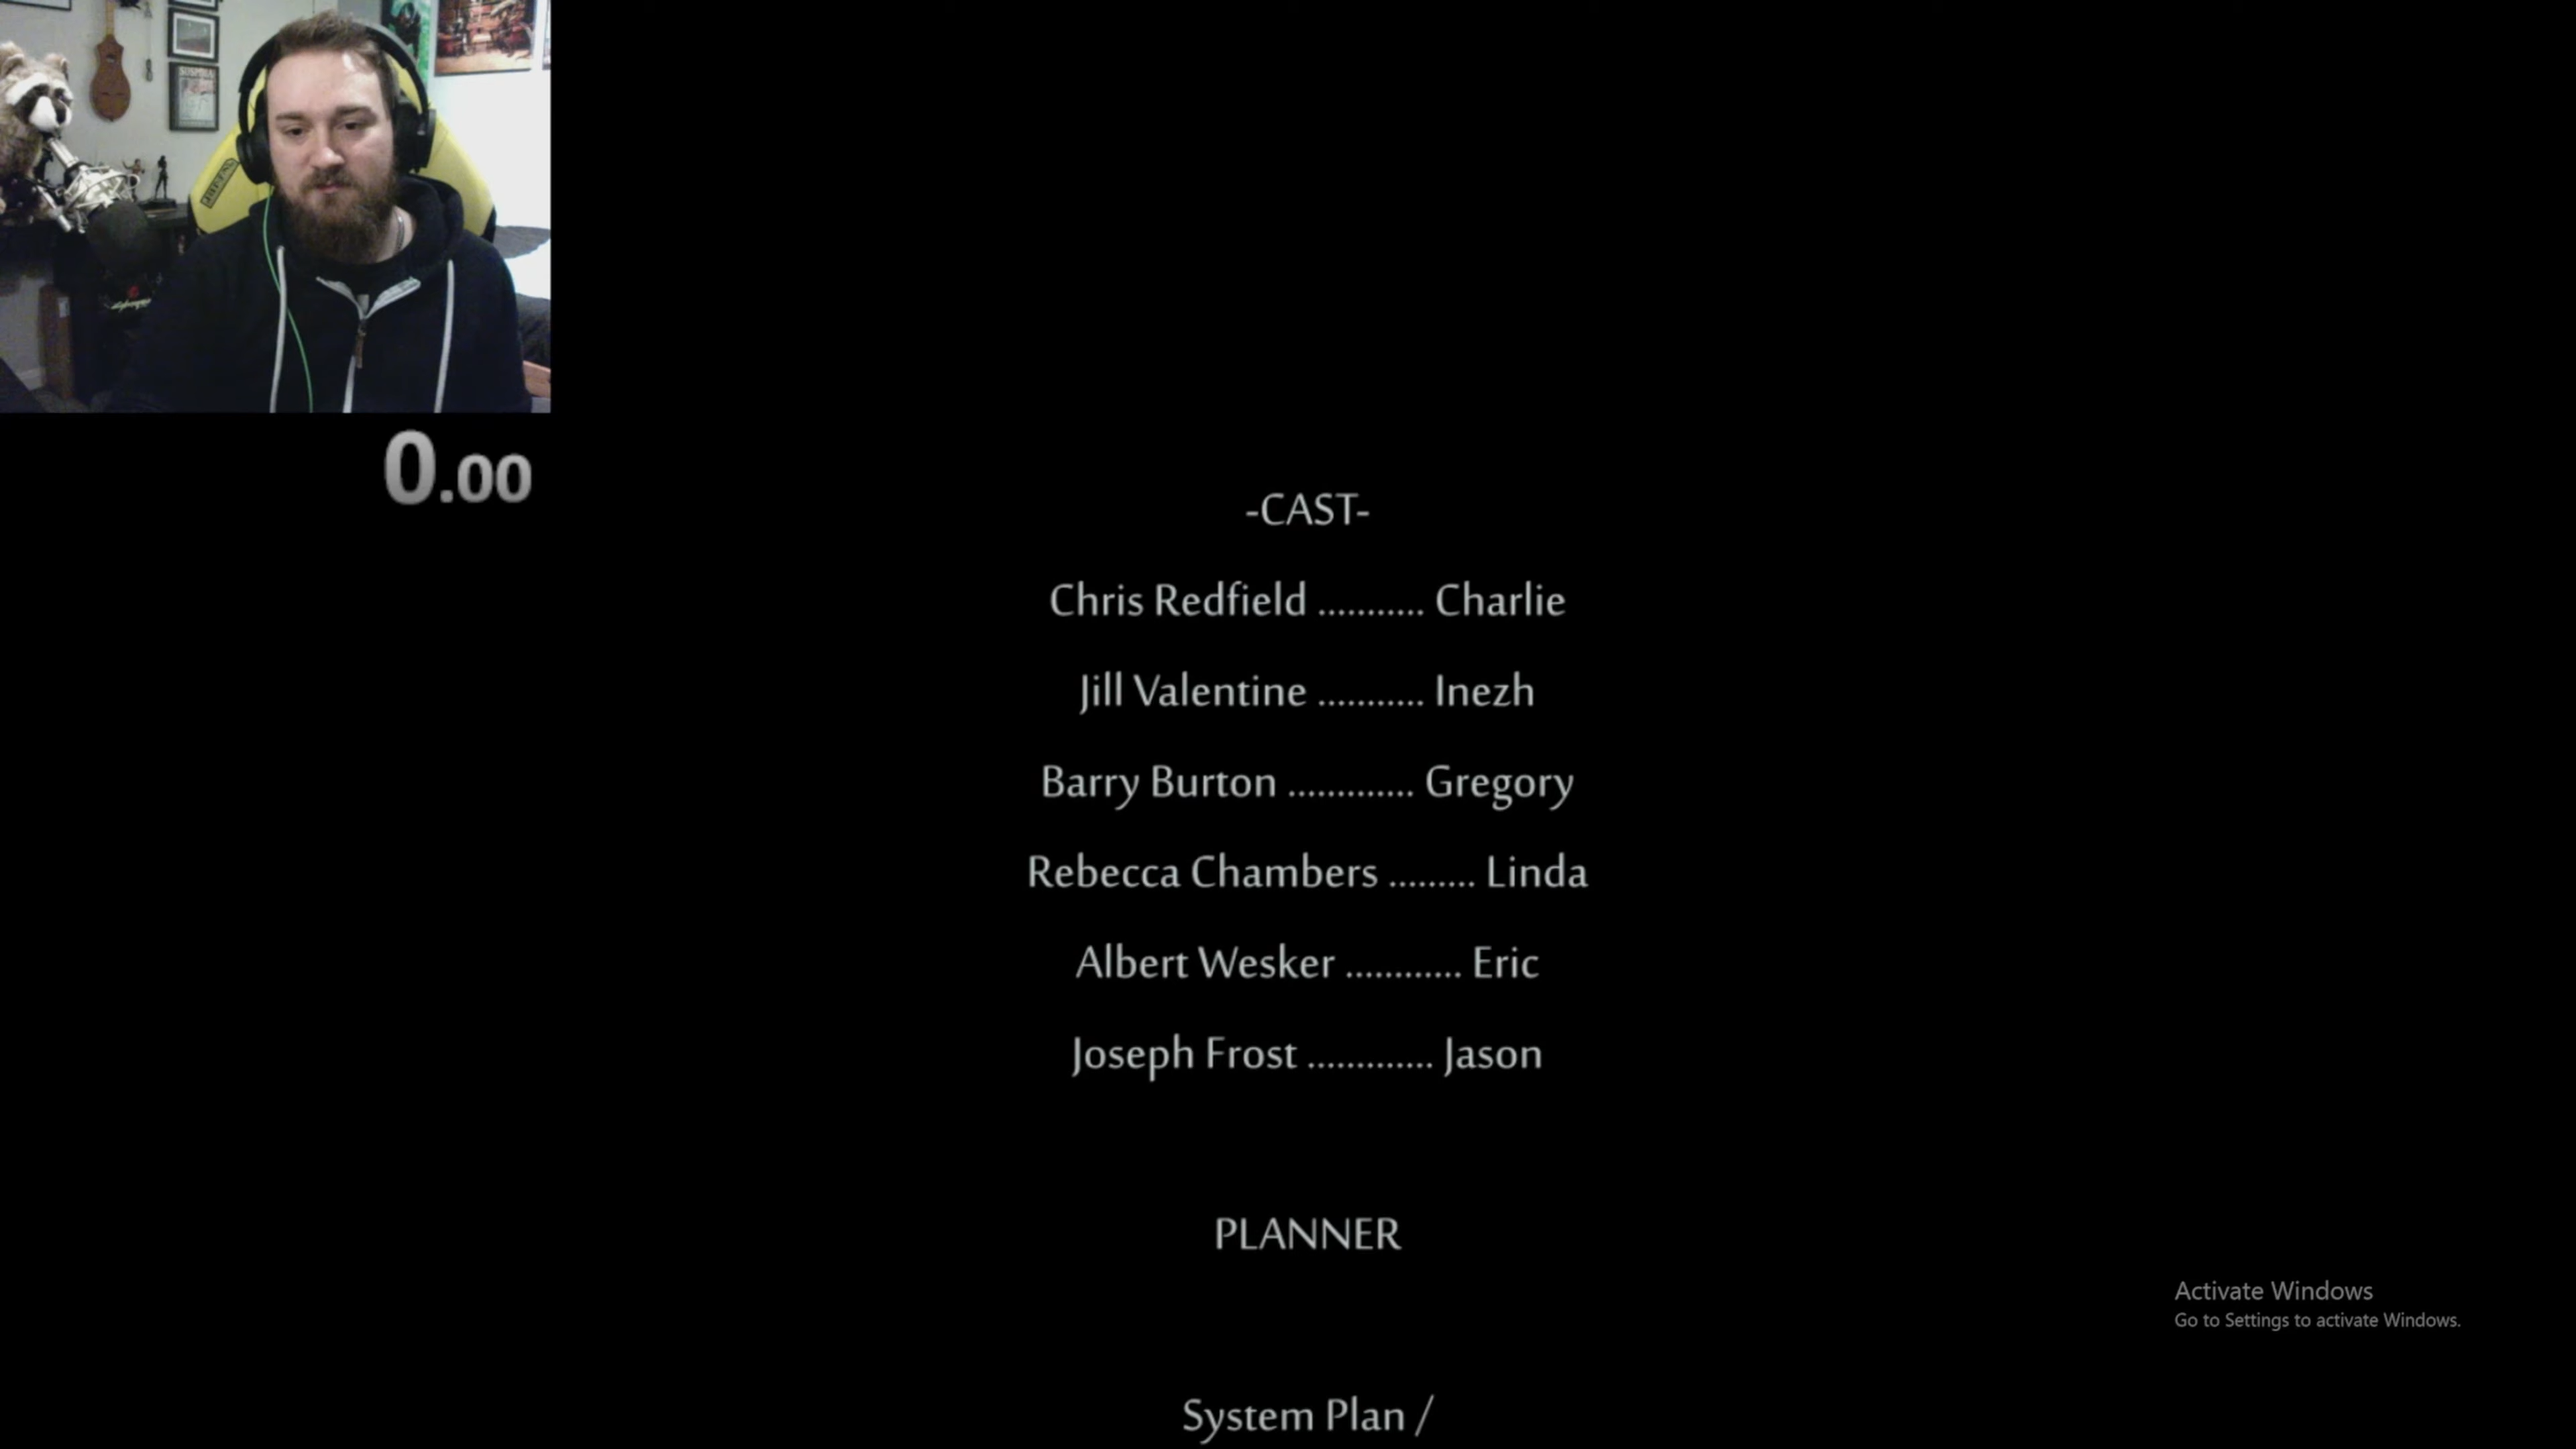 SUSPIRIA
0.00
-CAST-
Chris Redfield ........... Charlie
Jill Valentine ........... Inezh
Barry Burton ............. Gregory
Rebecca Chambers ......... Linda
Albert Wesker ............ Eric
Joseph Frost ............. Jason
PLANNER
System Plan /
Activate Windows
Go to Settings to activate Windows.